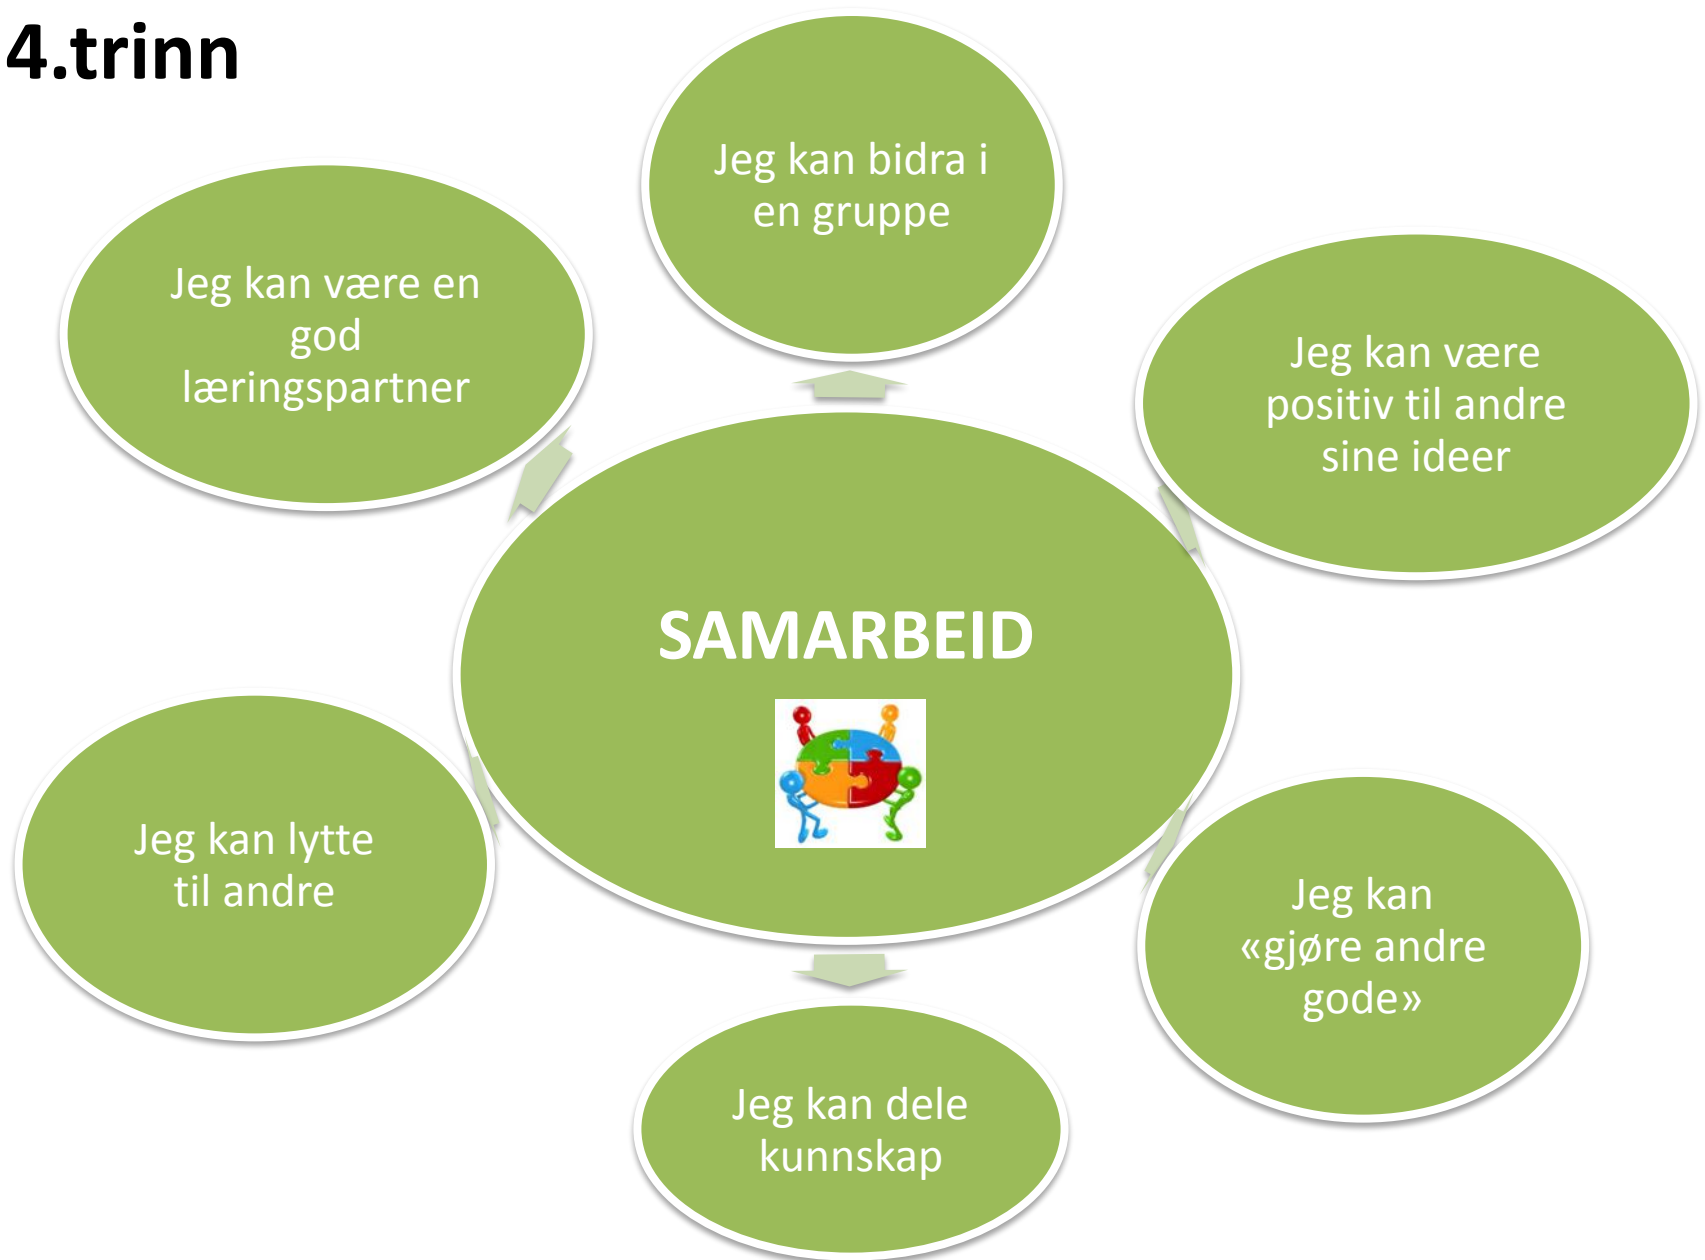 4.trinn
Jeg kan bidra i
en gruppe
Jeg kan være en
god
læringspartner
Jeg kan være
positiv til andre
sine ideer
SAMARBEID
Jeg kan lytte
til andre
Jeg kan
«gjøre andre
gode»
Jeg kan dele
kunnskap